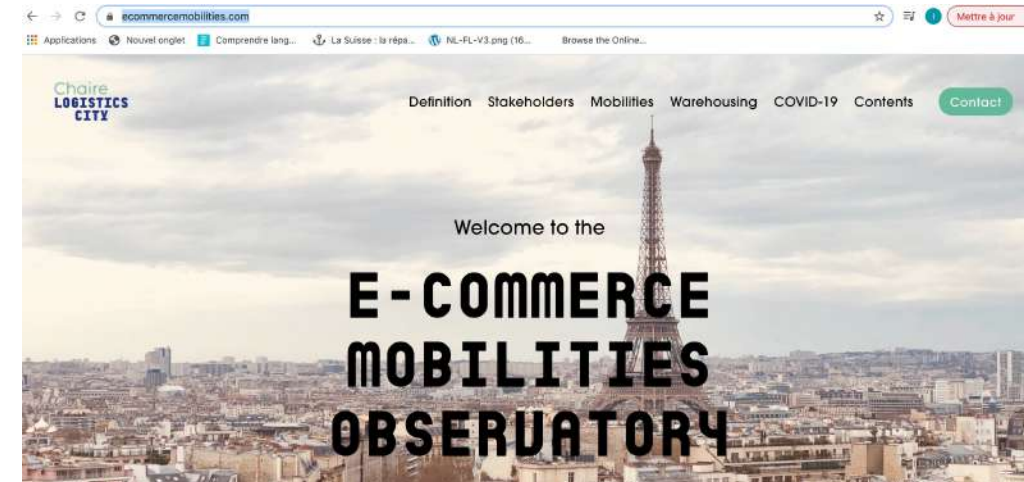 ecommercemobilities.com
Mettre à jour
Applications Nouvel onglet Comprendre lang... La Suisse : la répa... NL-FL-V3.png (16... Browse the Online...
Chaire
LOGISTICS
CITY
Definition Stakeholders Mobilities Warehousing COVID-19 Contents Contact
Welcome to the
E-COMMERCE
MOBILITIES
OBSERVATORY